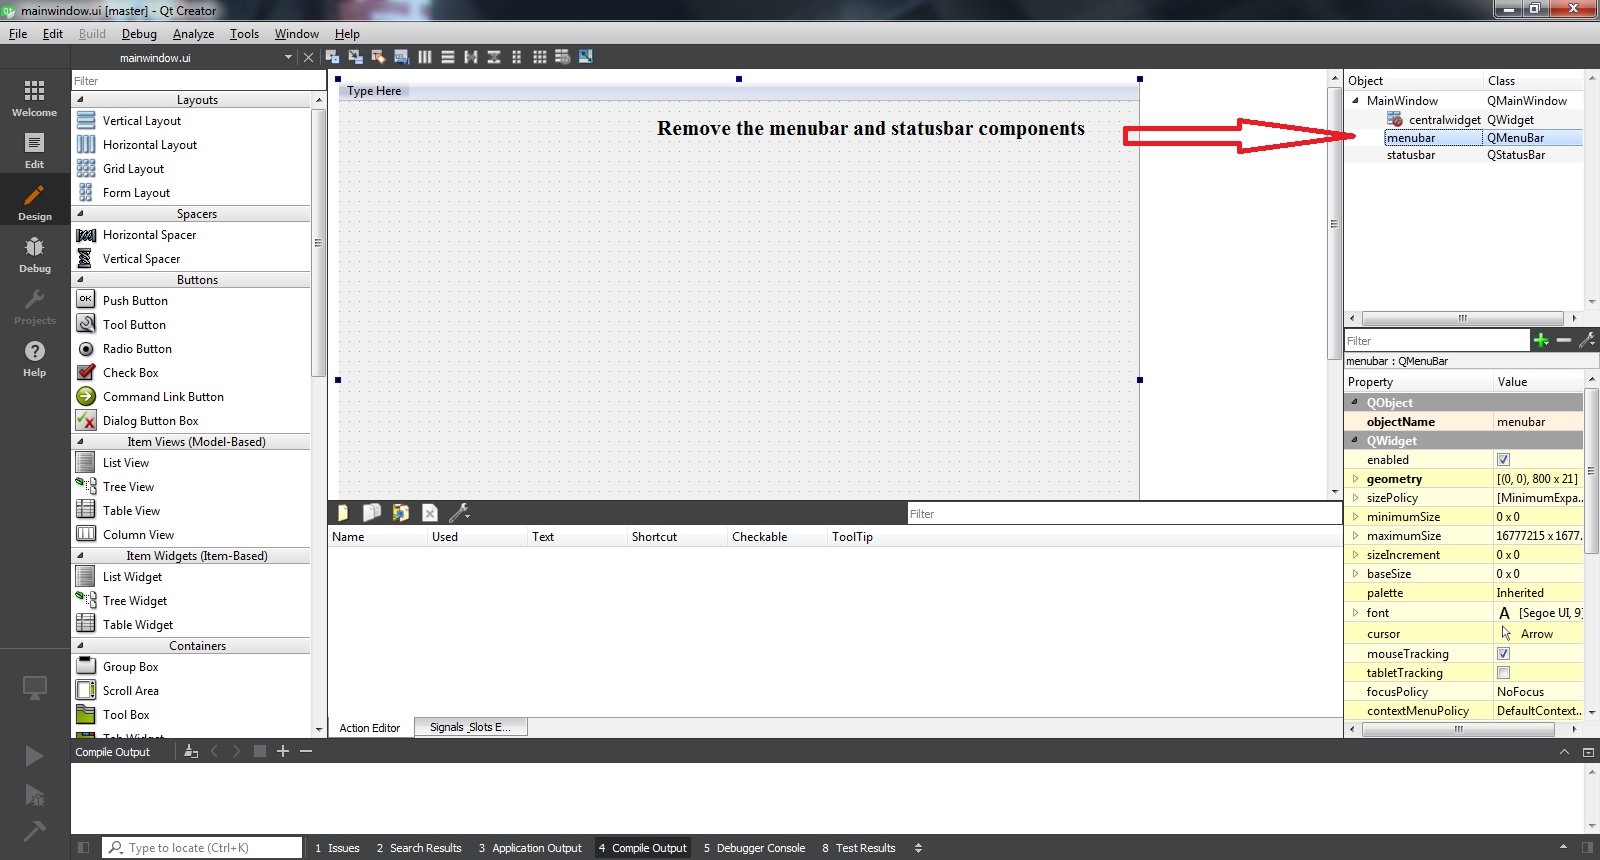 mainwindow.ui [master] - Qt Creator
File Edit Build Debug Analyze Tools Window Help
mainwindow.ui
Welcome
Edit
Design
Debug
Projects
Help
Filter
Layouts
Vertical Layout
Horizontal Layout
Grid Layout
Form Layout
Spacers
Horizontal Spacer
Vertical Spacer
Buttons
OK Push Button
Tool Button
Radio Button
Check Box
Command Link Button
Dialog Button Box
Item Views (Model-Based)
List View
Tree View
Table View
Column View
Item Widgets (Item-Based)
List Widget
Tree Widget
Table Widget
Containers
Group Box
Scroll Area
Tool Box
Tab Widget
Type Here
Remove the menubar and statusbar components
Filter
Name Used Text Shortcut Checkable ToolTip
Action Editor Signals _Slots E...
Object Class
MainWindow QMainWindow
centralwidget QWidget
menubar QMenuBar
statusbar QStatusBar
Filter
menubar : QMenuBar
Property Value
QObject
objectName menubar
QWidget
enabled
geometry [(0, 0), 800 x 21]
sizePolicy [MinimumExpa...
minimumSize 0 x 0
maximumSize 16777215 x 1677...
sizeIncrement 0 x 0
baseSize 0 x 0
palette Inherited
font A [Segoe UI, 9]
cursor Arrow
mouseTracking
tabletTracking
focusPolicy NoFocus
contextMenuPolicy DefaultContext...
Compile Output
Type to locate (Ctrl+K) 1 Issues 2 Search Results 3 Application Output 4 Compile Output 5 Debugger Console 8 Test Results